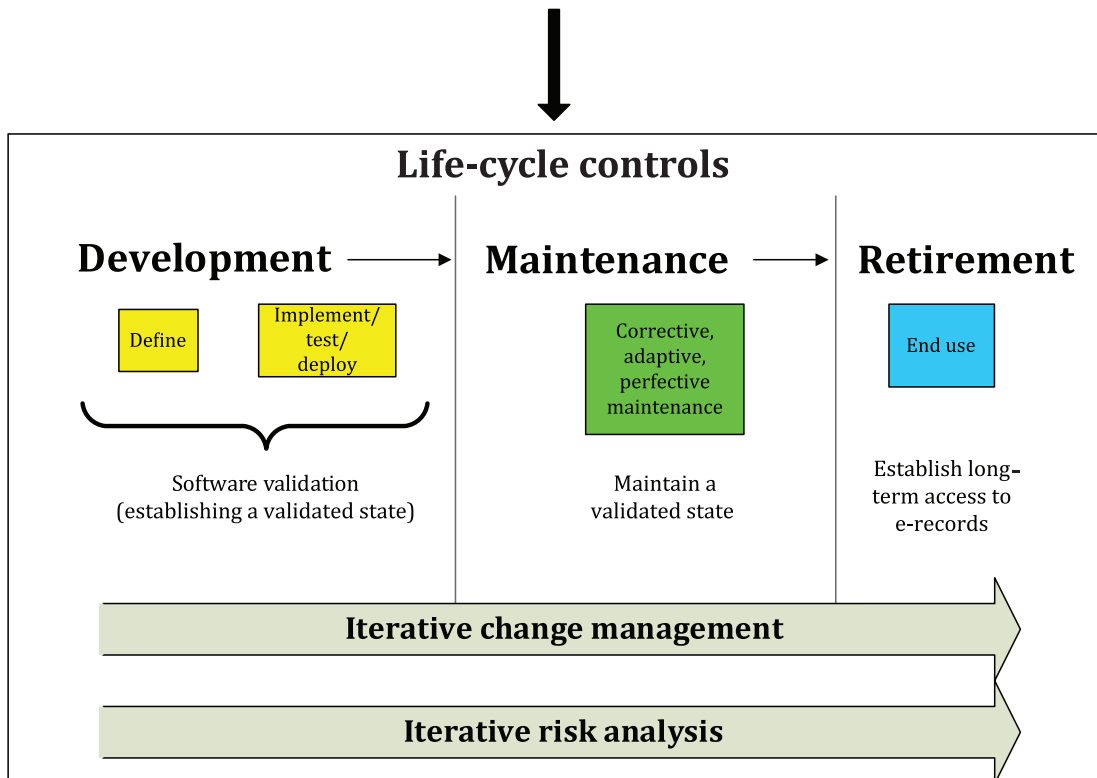 Life-cycle controls
Development
Maintenance
Retirement
Define
Implement/
test/
deploy
Corrective,
adaptive,
perfective
maintenance
End use
Software validation
(establishing a validated state)
Maintain a
validated state
Establish long-
term access to
e-records
Iterative change management
Iterative risk analysis